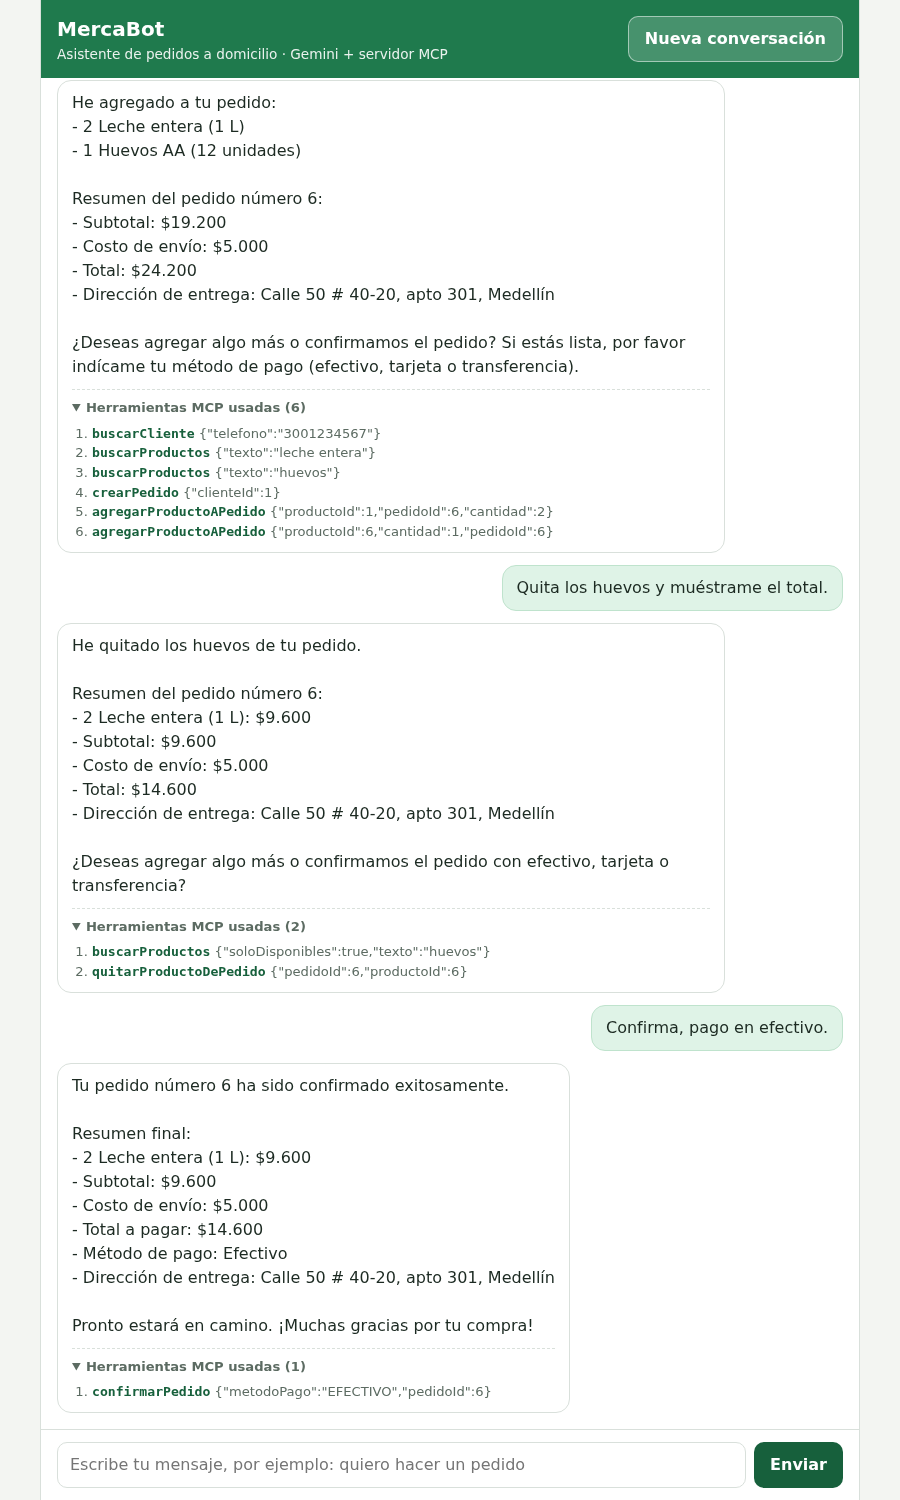 MercaBot
Asistente de pedidos a domicilio · Gemini + servidor MCP
Nueva conversación
He agregado a tu pedido:
- 2 Leche entera (1 L)
- 1 Huevos AA (12 unidades)
Resumen del pedido número 6:
- Subtotal: $19.200
- Costo de envío: $5.000
- Total: $24.200
- Dirección de entrega: Calle 50 # 40-20, apto 301, Medellín
¿Deseas agregar algo más o confirmamos el pedido? Si estás lista, por favor
indícame tu método de pago (efectivo, tarjeta o transferencia).
▼ Herramientas MCP usadas (6)
1. buscarCliente {"telefono":"3001234567"}
2. buscarProductos {"texto":"leche entera"}
3. buscarProductos {"texto":"huevos"}
4. crearPedido {"clienteId":1}
5. agregarProductoAPedido {"productoId":1,"pedidoId":6,"cantidad":2}
6. agregarProductoAPedido {"productoId":6,"cantidad":1,"pedidoId":6}
Quita los huevos y muéstrame el total.
He quitado los huevos de tu pedido.
Resumen del pedido número 6:
- 2 Leche entera (1 L): $9.600
- Subtotal: $9.600
- Costo de envío: $5.000
- Total: $14.600
- Dirección de entrega: Calle 50 # 40-20, apto 301, Medellín
¿Deseas agregar algo más o confirmamos el pedido con efectivo, tarjeta o
transferencia?
▼ Herramientas MCP usadas (2)
1. buscarProductos {"soloDisponibles":true,"texto":"huevos"}
2. quitarProductoDePedido {"pedidoId":6,"productoId":6}
Confirma, pago en efectivo.
Tu pedido número 6 ha sido confirmado exitosamente.
Resumen final:
- 2 Leche entera (1 L): $9.600
- Subtotal: $9.600
- Costo de envío: $5.000
- Total a pagar: $14.600
- Método de pago: Efectivo
- Dirección de entrega: Calle 50 # 40-20, apto 301, Medellín
Pronto estará en camino. ¡Muchas gracias por tu compra!
▼ Herramientas MCP usadas (1)
1. confirmarPedido {"metodoPago":"EFECTIVO","pedidoId":6}
Escribe tu mensaje, por ejemplo: quiero hacer un pedido
Enviar